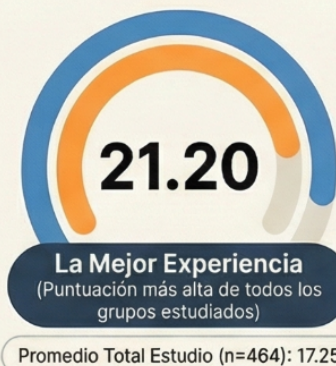 21.20
La Mejor Experiencia
(Puntuación más alta de todos los
grupos estudiados)
Promedio Total Estudio (n=464): 17.25